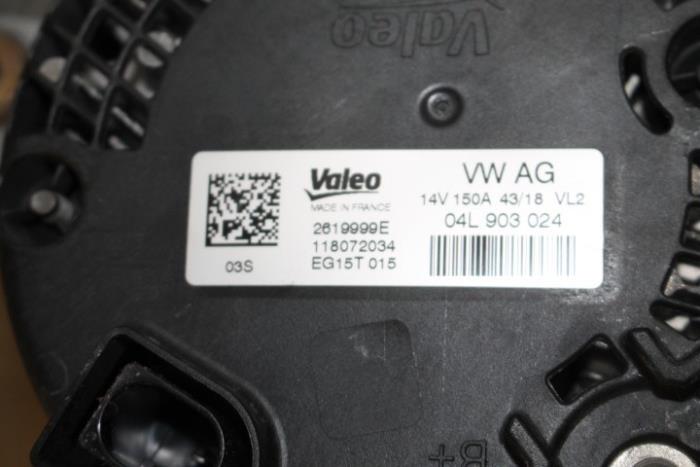 Valeo
Valeo
MADE IN FRANCE
2619999E
118072034
EG15T 015
03S
VW AG
14V 150A 43/18 VL2
04L 903 024
B+